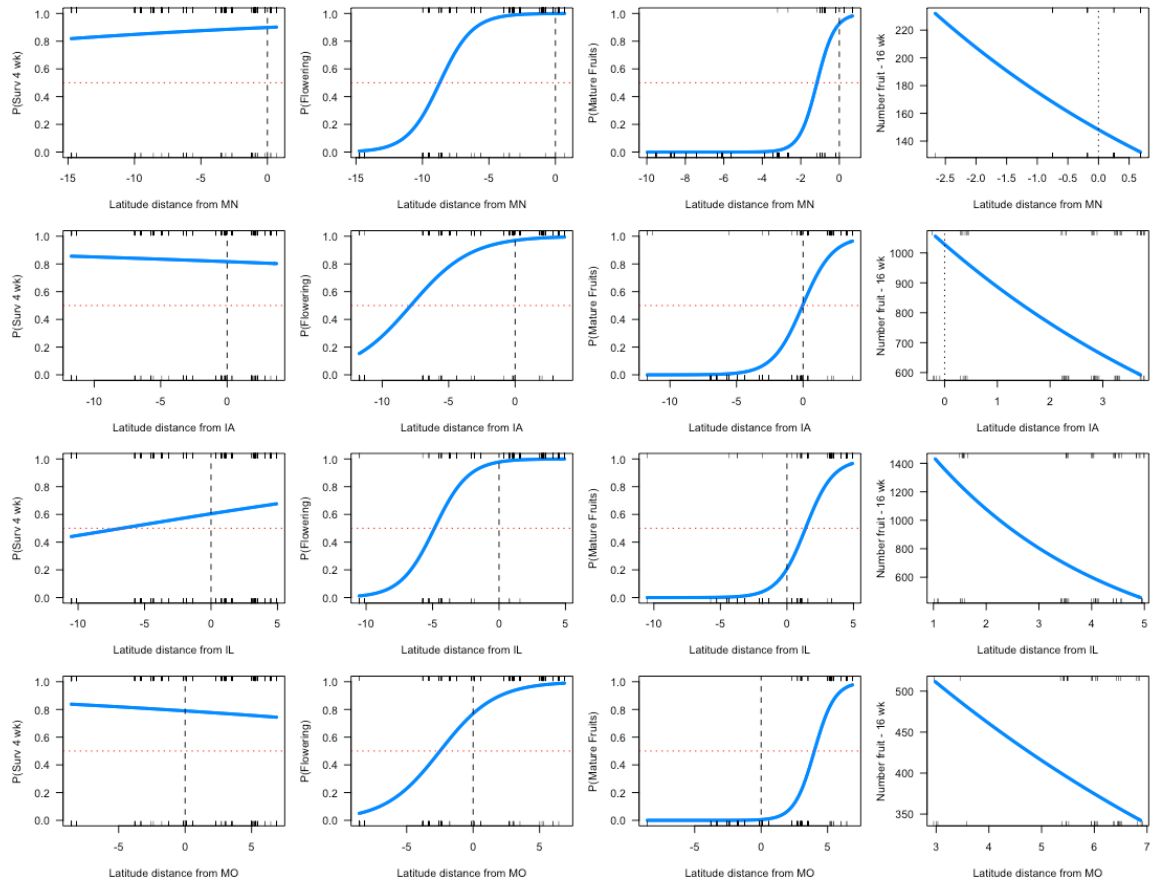 P(Surv 4 wk)
1.0
0.8
0.6
0.4
0.2
0.0
-15 -10 -5 0
Latitude distance from MN
P(Flowering)
1.0
0.8
0.6
0.4
0.2
0.0
-15 -10 -5 0
Latitude distance from MN
P(Mature Fruits)
1.0
0.8
0.6
0.4
0.2
0.0
-10 -8 -6 -4 -2 0
Latitude distance from MN
Number fruit - 16 wk
220
200
180
160
140
-2.5 -2.0 -1.5 -1.0 -0.5 0.0 0.5
Latitude distance from MN
P(Surv 4 wk)
1.0
0.8
0.6
0.4
0.2
0.0
-10 -5 0
Latitude distance from IA
P(Flowering)
1.0
0.8
0.6
0.4
0.2
0.0
-10 -5 0
Latitude distance from IA
P(Mature Fruits)
1.0
0.8
0.6
0.4
0.2
0.0
-10 -5 0
Latitude distance from IA
Number fruit - 16 wk
1000
900
800
700
600
0 1 2 3
Latitude distance from IA
P(Surv 4 wk)
1.0
0.8
0.6
0.4
0.2
0.0
-10 -5 0 5
Latitude distance from IL
P(Flowering)
1.0
0.8
0.6
0.4
0.2
0.0
-10 -5 0 5
Latitude distance from IL
P(Mature Fruits)
1.0
0.8
0.6
0.4
0.2
0.0
-10 -5 0 5
Latitude distance from IL
Number fruit - 16 wk
1400
1200
1000
800
600
1 2 3 4 5
Latitude distance from IL
P(Surv 4 wk)
1.0
0.8
0.6
0.4
0.2
0.0
-5 0 5
Latitude distance from MO
P(Flowering)
1.0
0.8
0.6
0.4
0.2
0.0
-5 0 5
Latitude distance from MO
P(Mature Fruits)
1.0
0.8
0.6
0.4
0.2
0.0
-5 0 5
Latitude distance from MO
Number fruit - 16 wk
500
450
400
350
3 4 5 6 7
Latitude distance from MO